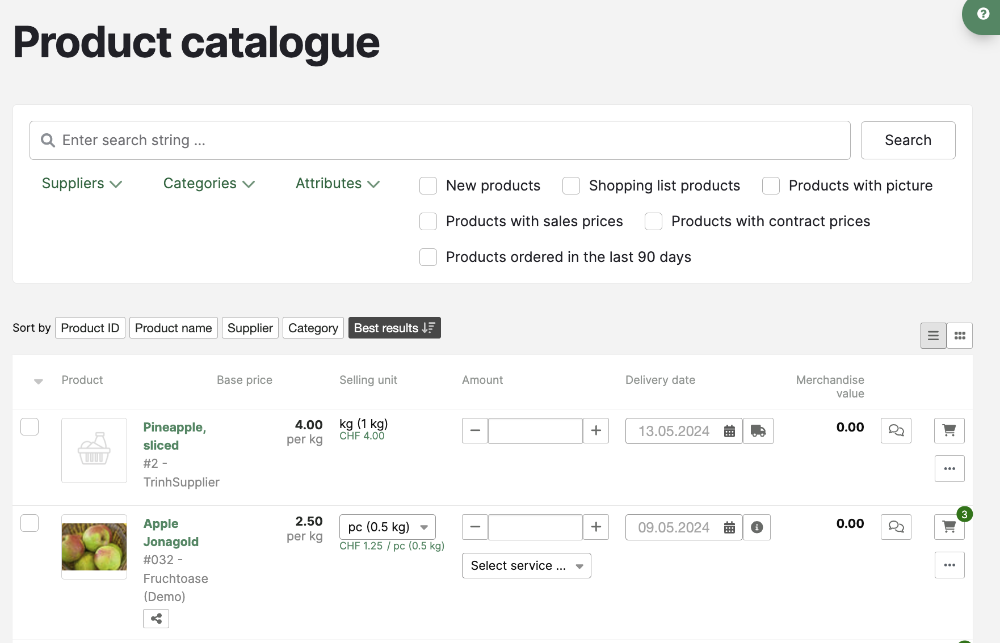 Product catalogue
Enter search string ...
Search
Suppliers
Categories
Attributes
New products
Shopping list products
Products with picture
Products with sales prices
Products with contract prices
Products ordered in the last 90 days
Sort by
Product ID
Product name
Supplier
Category
Best results
Product
Base price
Selling unit
Amount
Delivery date
Merchandise
value
Pineapple,
sliced
#2 -
TrinhSupplier
4.00
per kg
kg (1 kg)
CHF 4.00
13.05.2024
0.00
Apple
Jonagold
#032 -
Fruchtoase
(Demo)
2.50
per kg
pc (0.5 kg)
CHF 1.25 / pc (0.5 kg)
Select service ...
09.05.2024
0.00
3